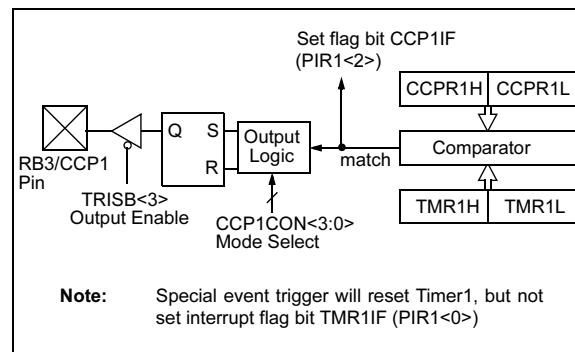 Set flag bit CCP1IF
(PIR1<2>)
CCPR1H CCPR1L
Q S Output
Logic
R
match
Comparator
RB3/CCP1
Pin
TRISB<3>
Output Enable
CCP1CON<3:0>
Mode Select
TMR1H TMR1L
Note: Special event trigger will reset Timer1, but not
set interrupt flag bit TMR1IF (PIR1<0>)